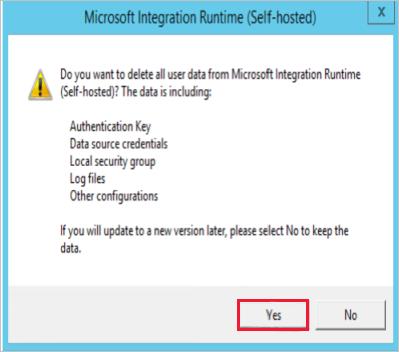 Microsoft Integration Runtime (Self-hosted)
x
Do you want to delete all user data from Microsoft Integration Runtime
(Self-hosted)? The data is including:
Authentication Key
Data source credentials
Local security group
Log files
Other configurations
If you will update to a new version later, please select No to keep the
data.
Yes
No